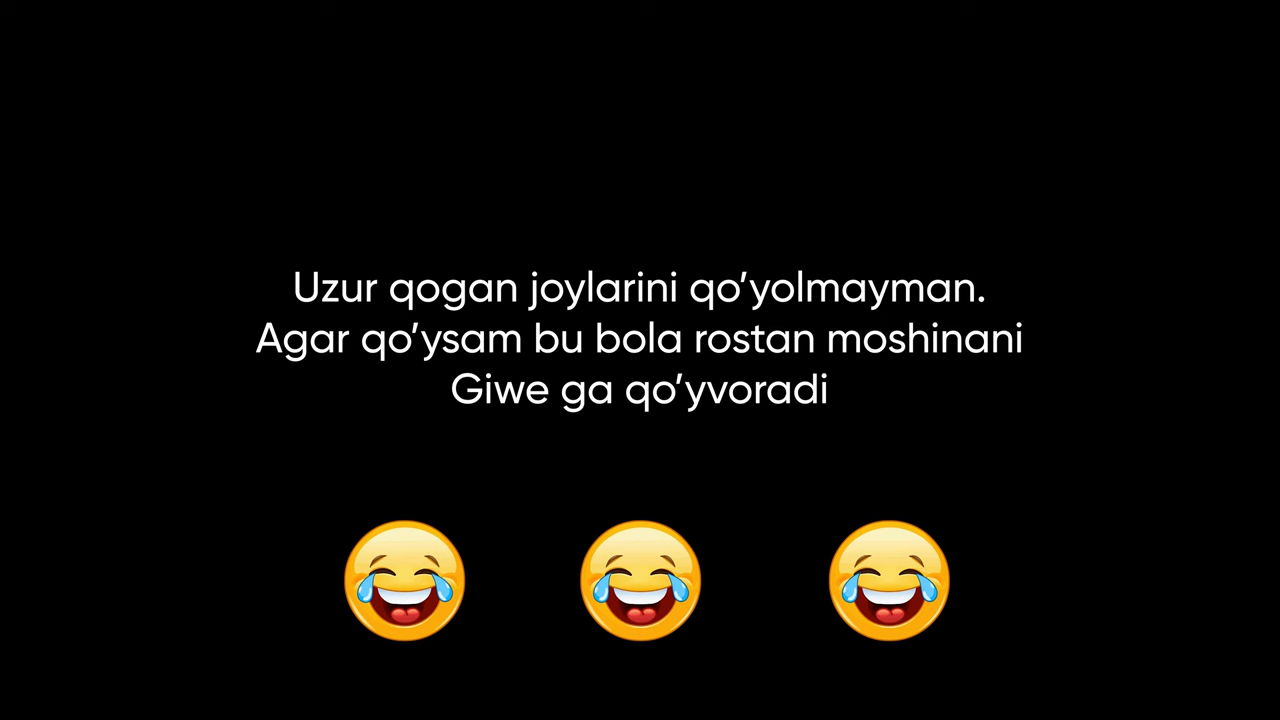 Uzur qogan joylarini qo’yolmayman.
Agar qo’ysam bu bola rostan moshinani
Giwe ga qo’yvoradi